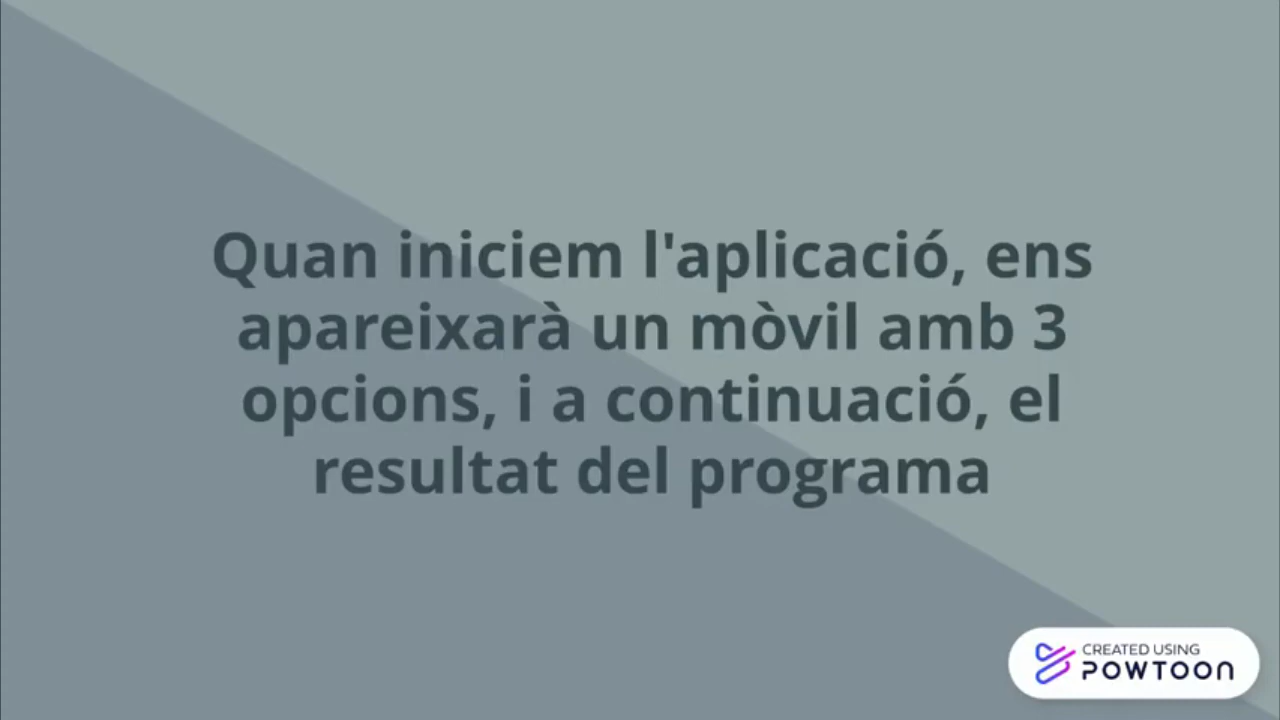 Quan iniciem l'aplicació, ens
apareixarà un mòvil amb 3
opcions, i a continuació, el
resultat del programa
CREATED USING
POWTOON